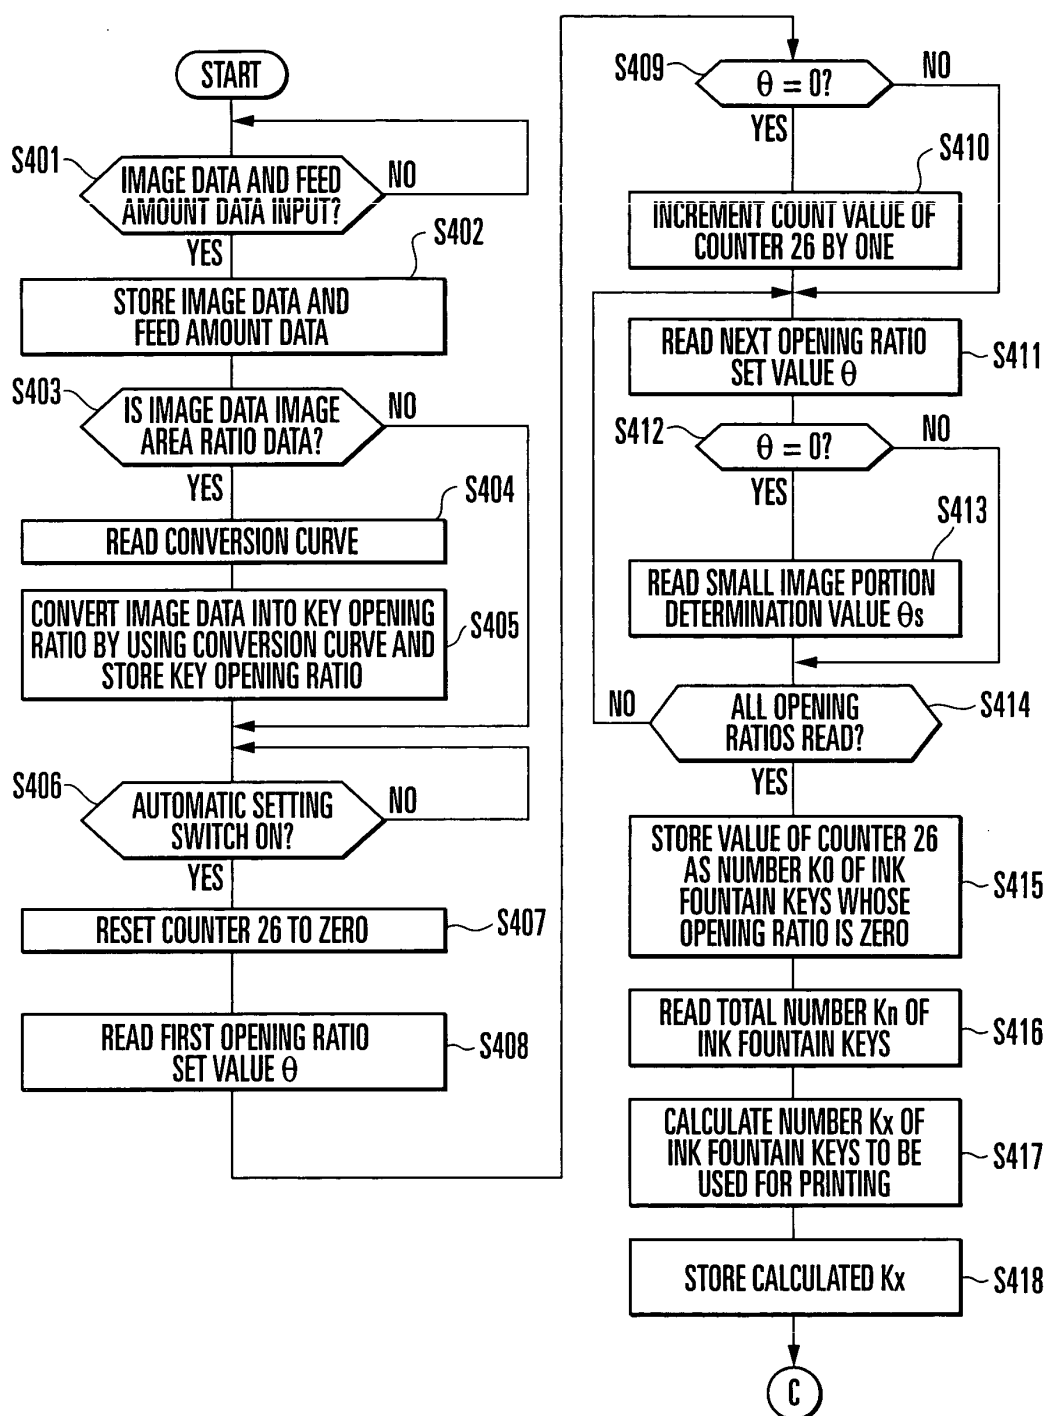 START
S401
IMAGE DATA AND FEED
AMOUNT DATA INPUT?
NO
YES
S402
STORE IMAGE DATA AND
FEED AMOUNT DATA
S403
IS IMAGE DATA IMAGE
AREA RATIO DATA?
NO
YES
S404
READ CONVERSION CURVE
CONVERT IMAGE DATA INTO KEY OPENING
RATIO BY USING CONVERSION CURVE AND
STORE KEY OPENING RATIO
S405
S406
AUTOMATIC SETTING
SWITCH ON?
NO
YES
RESET COUNTER 26 TO ZERO
S407
READ FIRST OPENING RATIO
SET VALUE θ
S408
S409
θ = 0?
NO
YES
S410
INCREMENT COUNT VALUE OF
COUNTER 26 BY ONE
READ NEXT OPENING RATIO
SET VALUE θ
S411
S412
θ = 0?
NO
YES
S413
READ SMALL IMAGE PORTION
DETERMINATION VALUE θs
NO
ALL OPENING
RATIOS READ?
S414
YES
STORE VALUE OF COUNTER 26
AS NUMBER K0 OF INK
FOUNTAIN KEYS WHOSE
OPENING RATIO IS ZERO
S415
READ TOTAL NUMBER Kn OF
INK FOUNTAIN KEYS
S416
CALCULATE NUMBER Kx OF
INK FOUNTAIN KEYS TO BE
USED FOR PRINTING
S417
STORE CALCULATED Kx
S418
C